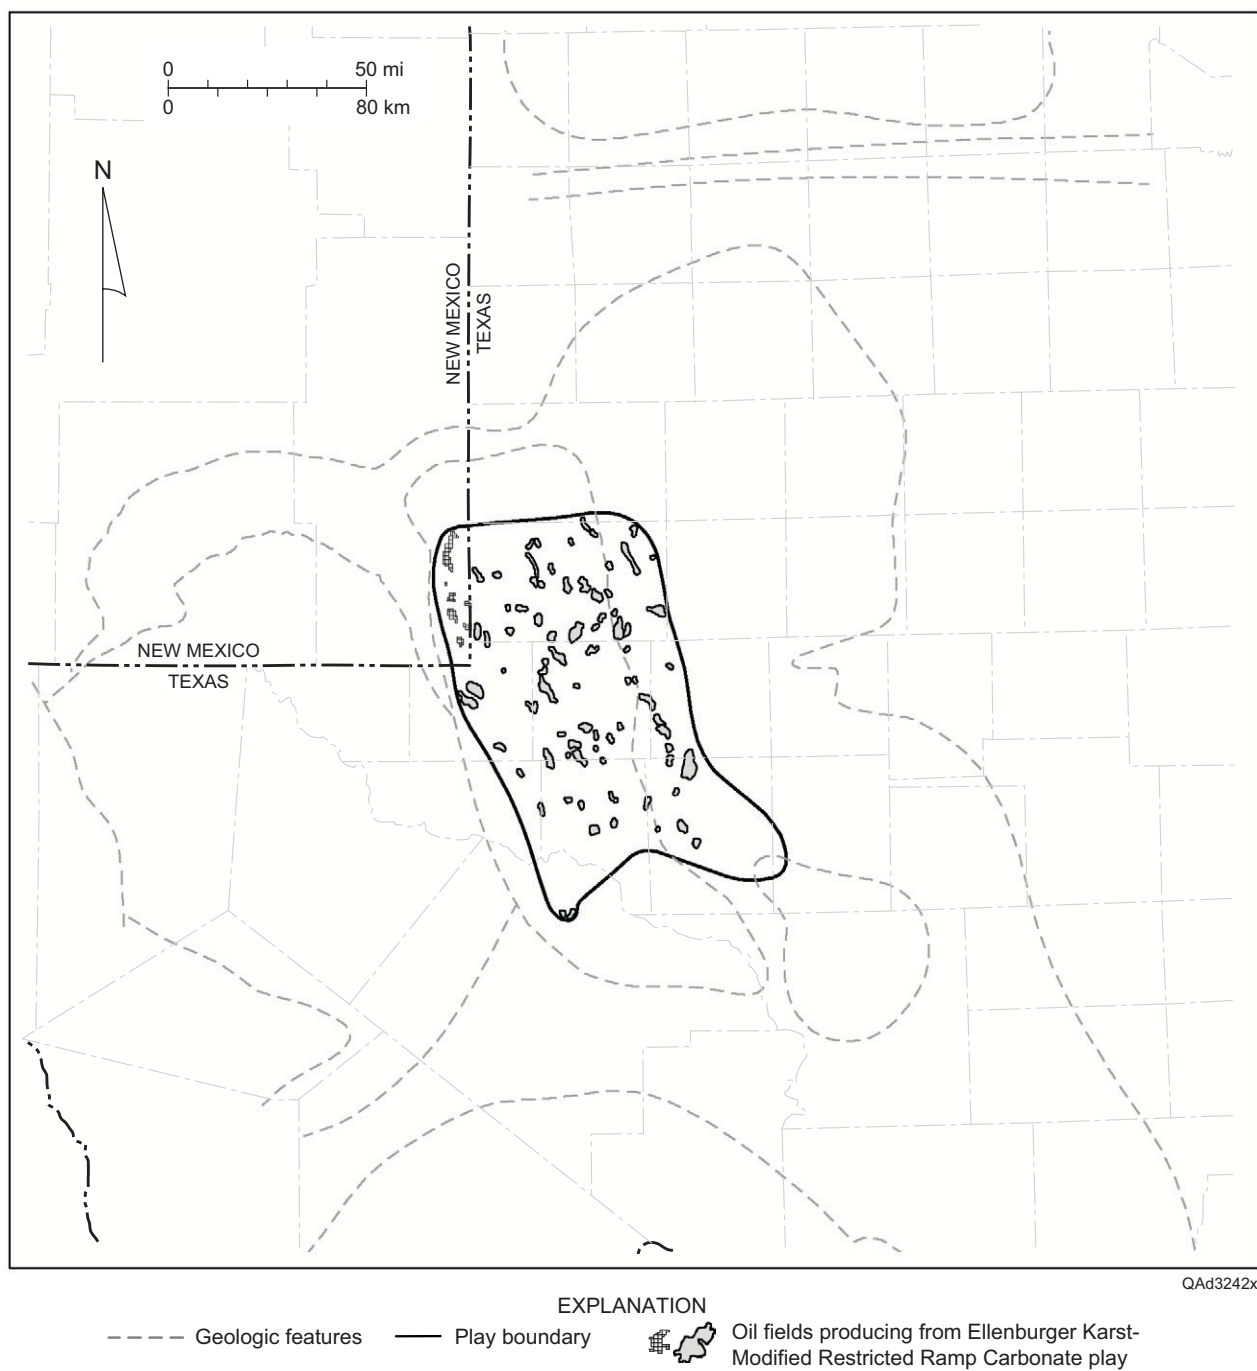 0 50 mi
0 80 km
N
NEW MEXICO
TEXAS
NEW MEXICO
TEXAS
QAd3242x
EXPLANATION
Geologic features
Play boundary
Oil fields producing from Ellenburger Karst-
Modified Restricted Ramp Carbonate play